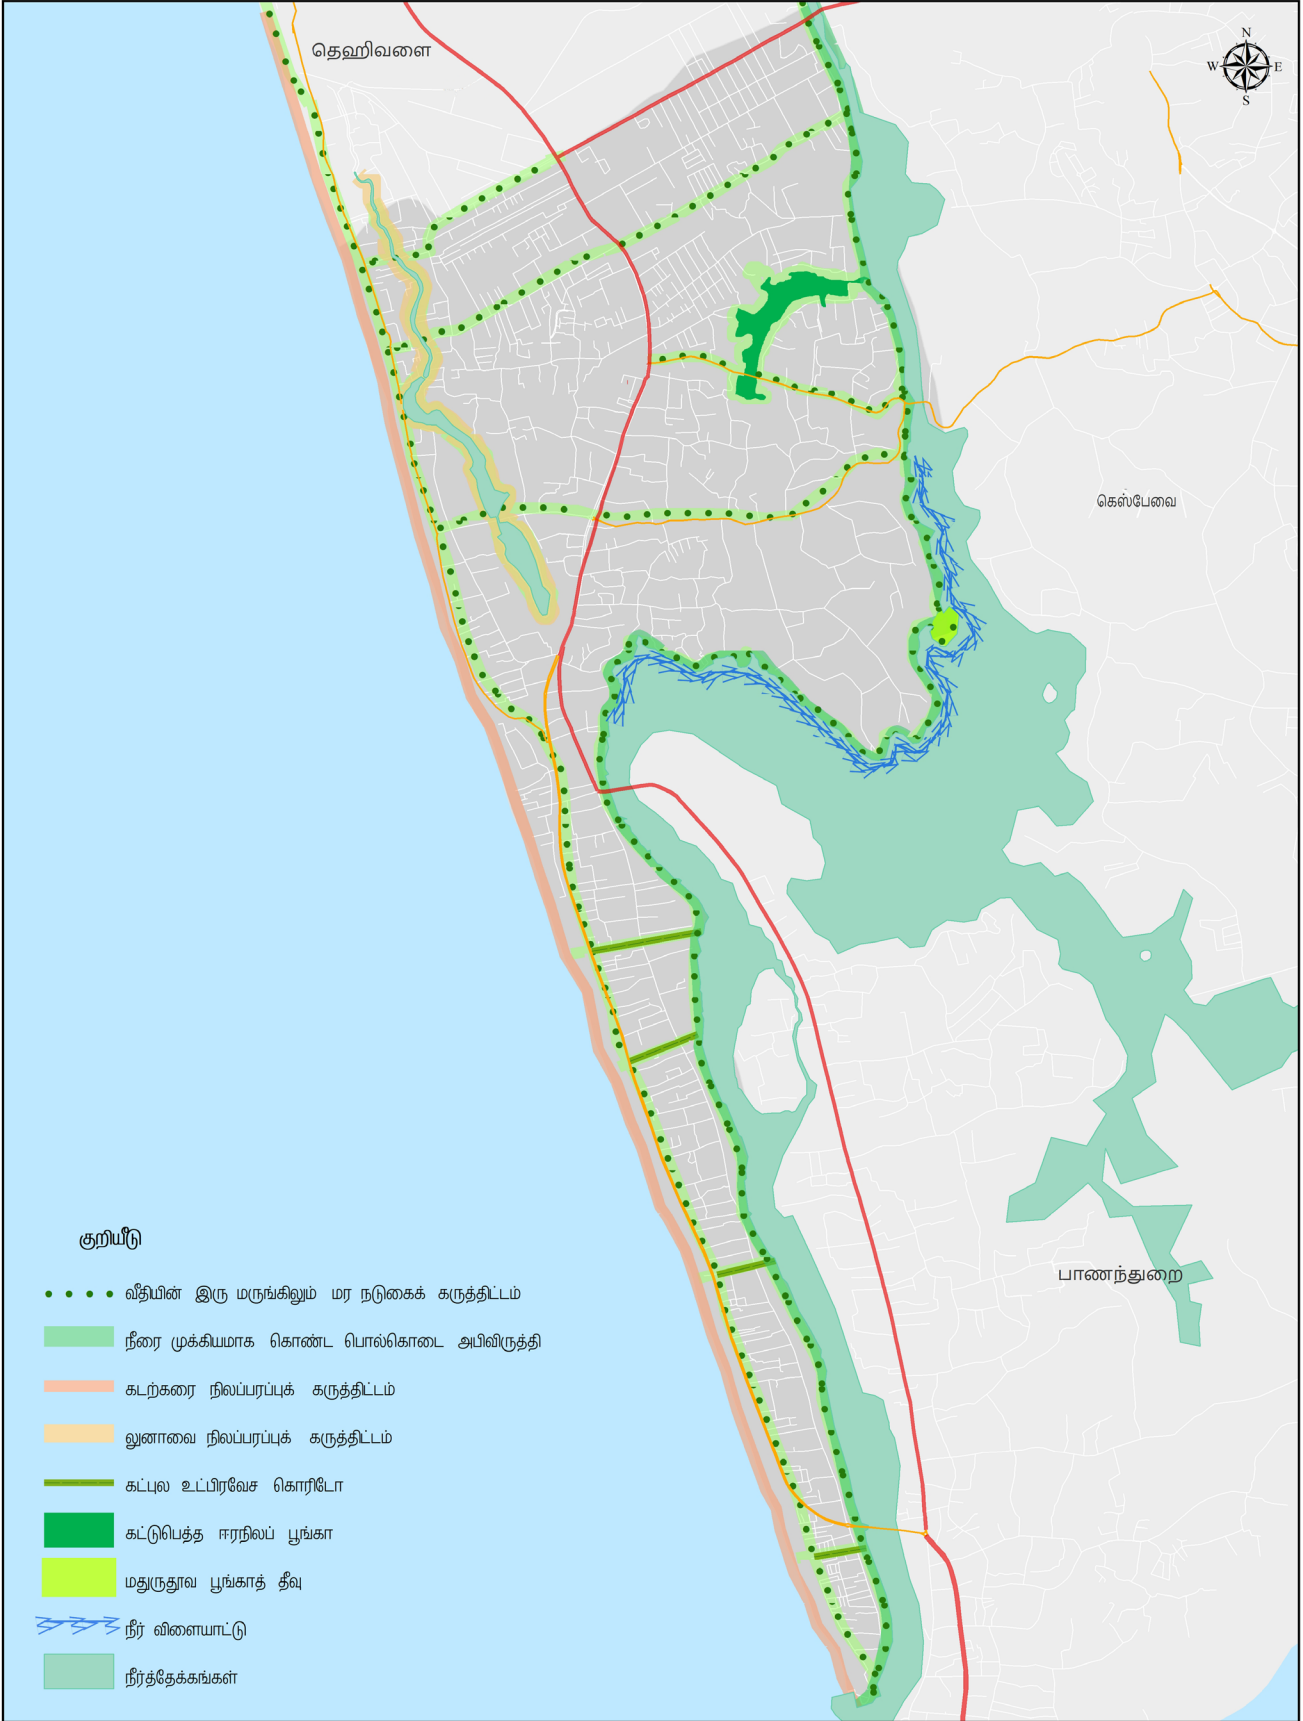 தெஹிவளை
N
W E
S
கெஸ்பேவை
பாணந்துறை
குறியீடு
வீதியின் இரு மருங்கிலும் மர நடுகைக் கருத்திட்டம்
நீரை முக்கியமாக கொண்ட பொல்கொடை அபிவிருத்தி
கடற்கரை நிலப்பரப்புக் கருத்திட்டம்
லுனாவை நிலப்பரப்புக் கருத்திட்டம்
கட்புல உட்பிரவேச கொரிடோ
கட்டுபெத்த ஈரநிலப் பூங்கா
மதுருதூவ பூங்காத் தீவு
நீர் விளையாட்டு
நீர்த்தேக்கங்கள்